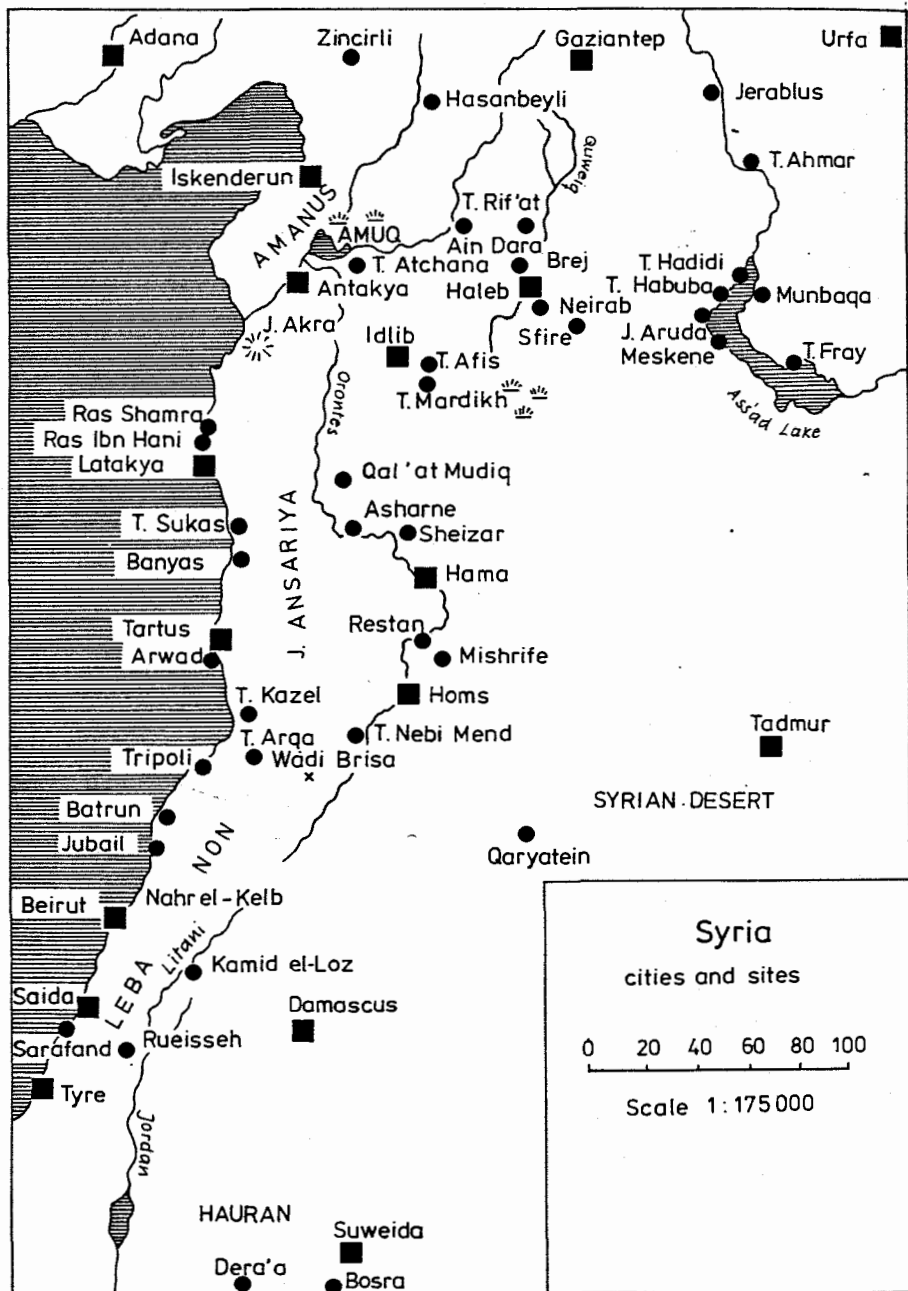 Adana
Zincirli
Gaziantep
Urfa
Hasanbeyli
Jerablus
Quweiq
T. Ahmar
Iskenderun
AMANUS
T. Rif'at
AMUQ
Ain Dara
T. Atchana
Brej
T. Hadidi
Antakya
Haleb
T. Habuba
Munbaqa
Neirab
J. Akra
Sfire
J. Aruda
Idlib
Meskene
T. Afis
T. Fray
T. Mardikh
Orontes
Ass'ad Lake
Ras Shamra
Ras Ibn Hani
Latakya
Qal'at Mudiq
J. ANSARIYA
Asharne
T. Sukas
Sheizar
Banyas
Hama
Tartus
Restan
Arwad
Mishrife
T. Kazel
Homs
Tadmur
T. Arqa
T. Nebi Mend
Tripoli
Wádi Brisa
x
SYRIAN DESERT
Batrun
Jubail
Qaryatein
LEBA NON
Beirut
Nahr el-Kelb
Litani
Kamid el-Loz
Saida
Damascus
Sarafand
Rueisseh
Tyre
Jordan
HAURAN
Suweida
Dera'a
Bosra
Syria
cities and sites
0 20 40 60 80 100
Scale 1:175 000